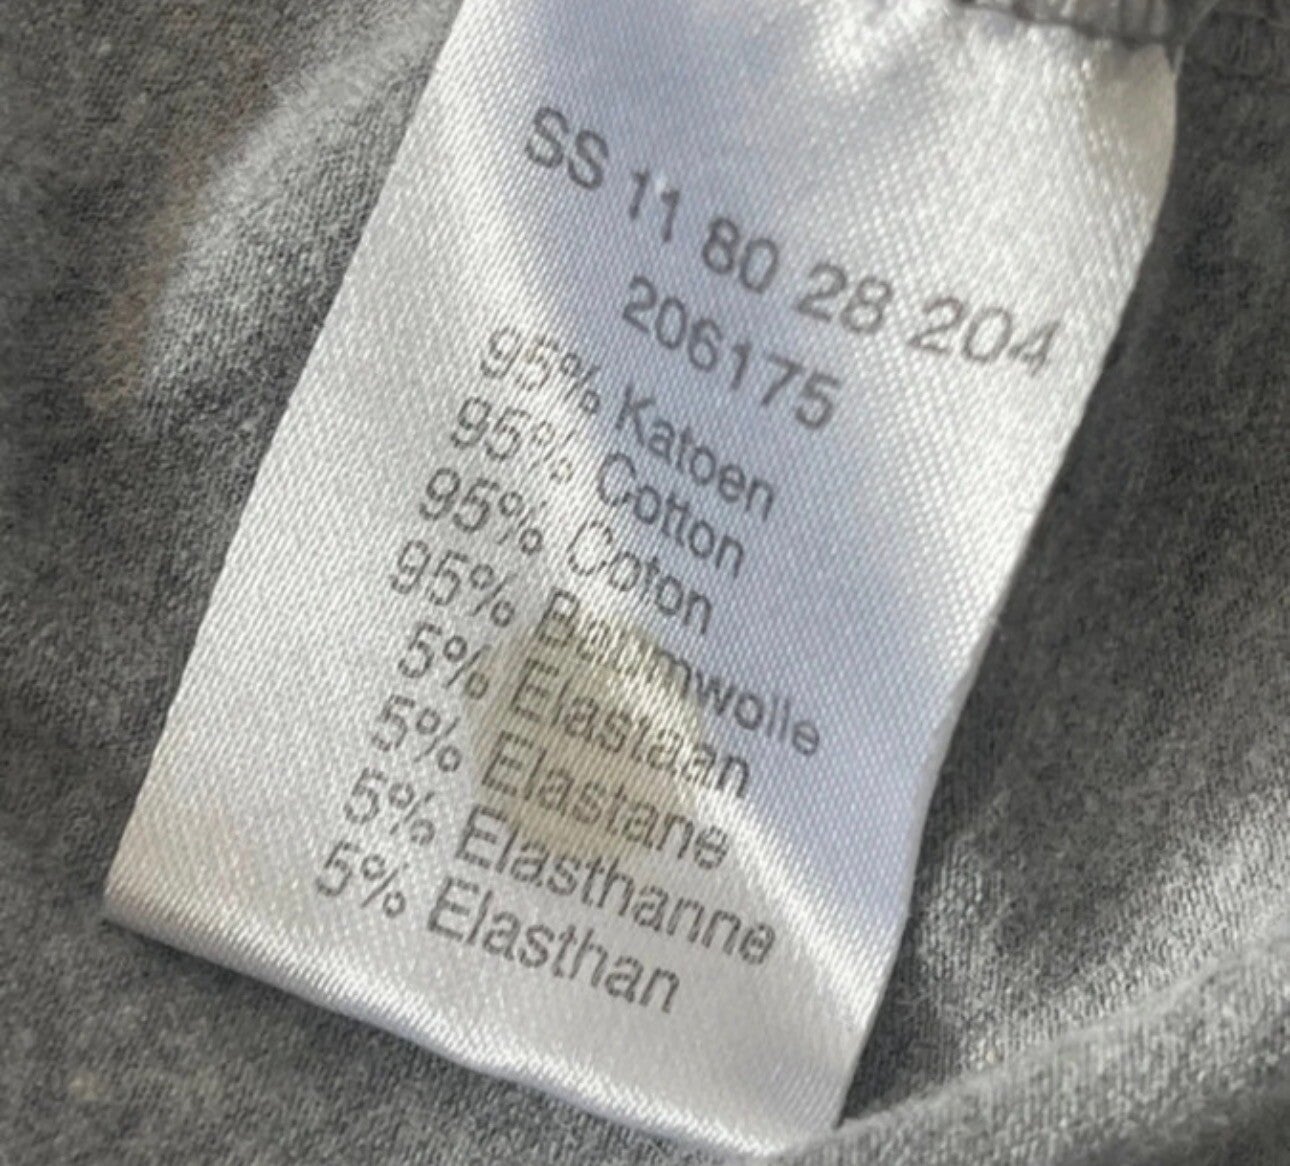 SS 11 80 28 204
206175
95% Katoen
95% Cotton
95% Coton
95% Baumwolle
5% Elastaan
5% Elastane
5% Elasthanne
5% Elasthan